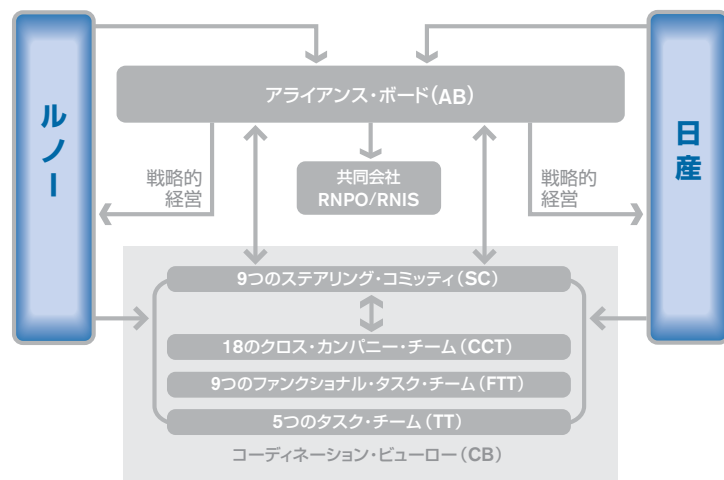 ルノー
日産
アライアンス・ボード(AB)
戦略的
経営
共同会社
RNPO/RNIS
戦略的
経営
9つのステアリング・コミッティ(SC)
18のクロス・カンパニー・チーム(CCT)
9つのファンクショナル・タスク・チーム(FTT)
5つのタスク・チーム(TT)
コーディネーション・ビューロー(CB)